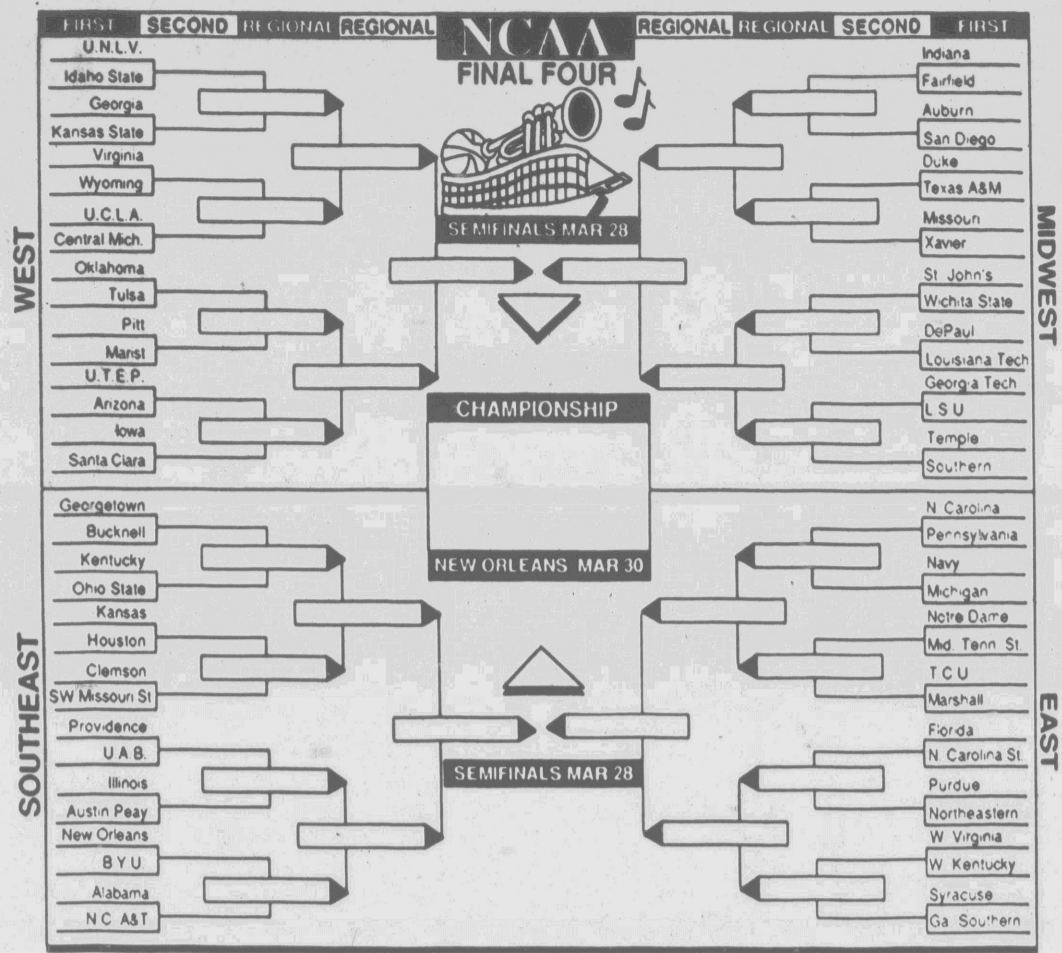 FIRST SECOND REGIONAL REGIONAL NCAA REGIONAL REGIONAL SECOND FIRST
FINAL FOUR
WEST
U.N.L.V.
Idaho State
Georgia
Kansas State
Virginia
Wyoming
U.C.L.A.
Central Mich.
Oklahoma
Tulsa
Pitt
Marist
U.T.E.P.
Arizona
Iowa
Santa Clara
SOUTHEAST
Georgetown
Bucknell
Kentucky
Ohio State
Kansas
Houston
Clemson
SW Missouri St
Providence
U.A.B.
Illinois
Austin Peay
New Orleans
B Y U
Alabama
N C A&T
SEMIFINALS MAR 28
CHAMPIONSHIP
NEW ORLEANS MAR 30
SEMIFINALS MAR 28
MIDWEST
Indiana
Fairfield
Auburn
San Diego
Duke
Texas A&M
Missouri
Xavier
St John's
Wichita State
DePaul
Louisiana Tech
Georgia Tech
L S U
Temple
Southern
EAST
N Carolina
Pennsylvania
Navy
Michigan
Notre Dame
Mid. Tenn St.
T C U
Marshall
Florida
N. Carolina St.
Purdue
Northeastern
W Virginia
W Kentucky
Syracuse
Ga Southern